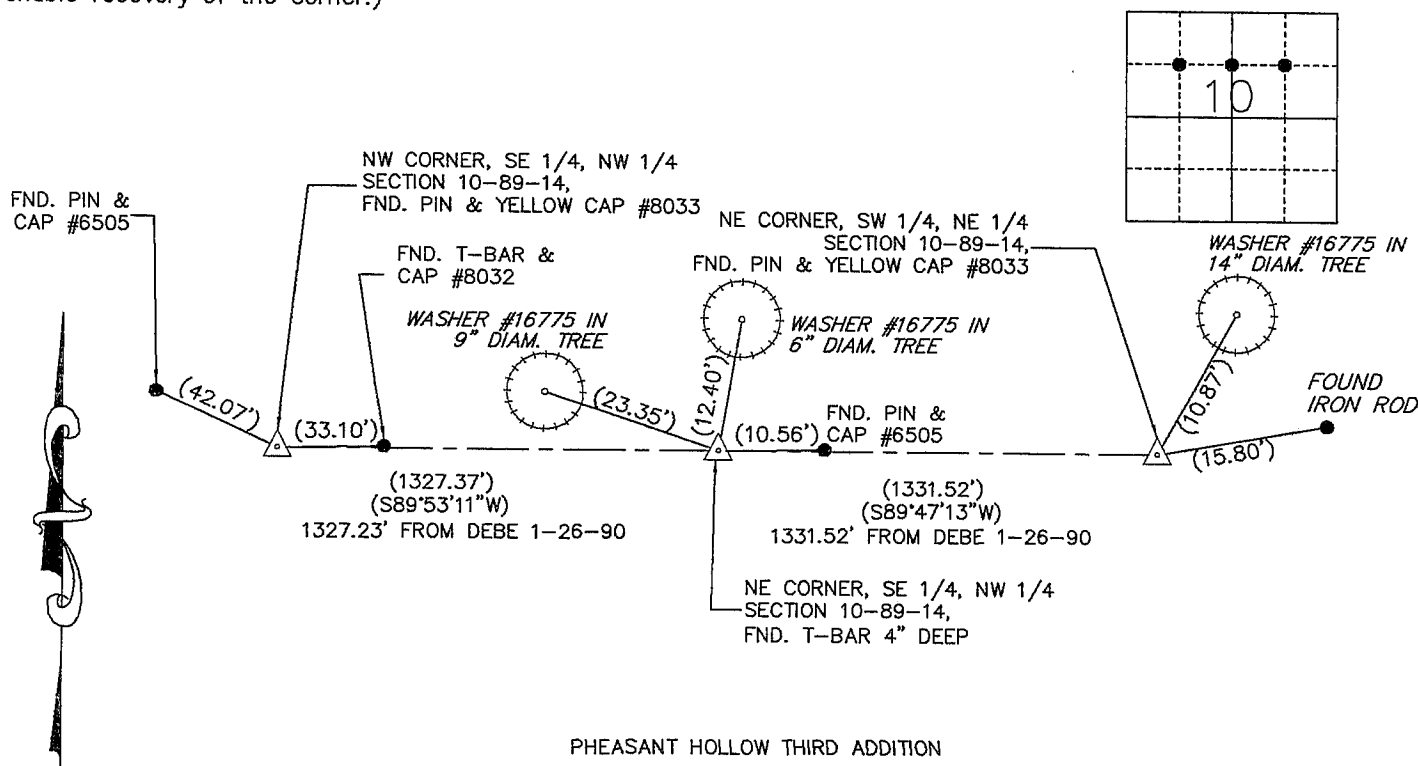 enable recovery of the corner.)
10
NW CORNER, SE 1/4, NW 1/4
SECTION 10-89-14,
FND. PIN & YELLOW CAP #8033
FND. PIN &
CAP #6505
FND. T-BAR &
CAP #8032
NE CORNER, SW 1/4, NE 1/4
SECTION 10-89-14,
FND. PIN & YELLOW CAP #8033
WASHER #16775 IN
14" DIAM. TREE
WASHER #16775 IN
9" DIAM. TREE
WASHER #16775 IN
6" DIAM. TREE
FOUND
IRON ROD
(42.07')
(33.10')
(23.35')
(12.40')
(10.56')
FND. PIN &
CAP #6505
(10.87')
(15.80')
(1327.37')
(S89°53'11"W)
1327.23' FROM DEBE 1-26-90
(1331.52')
(S89°47'13"W)
1331.52' FROM DEBE 1-26-90
NE CORNER, SE 1/4, NW 1/4
SECTION 10-89-14,
FND. T-BAR 4" DEEP
PHEASANT HOLLOW THIRD ADDITION